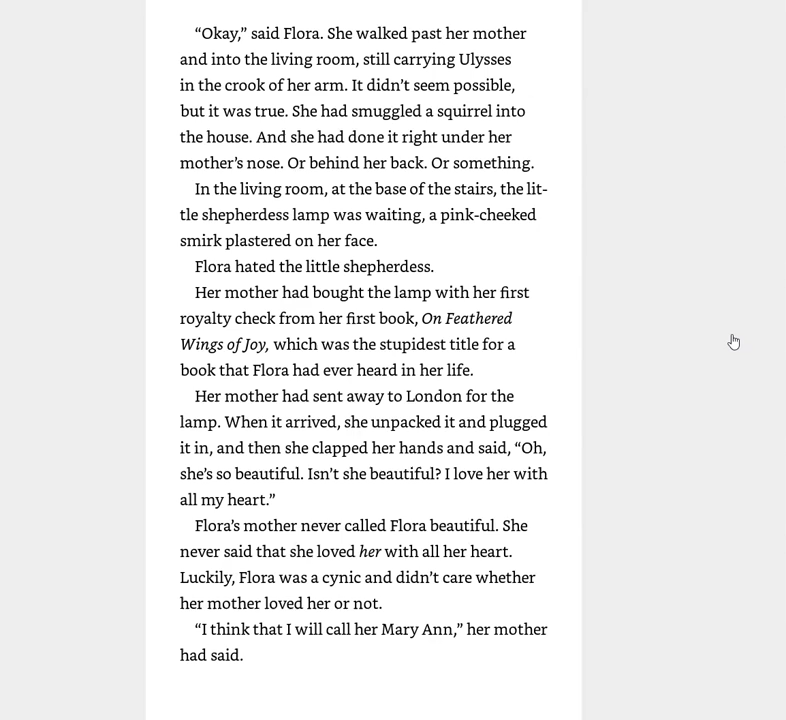 “Okay,” said Flora. She walked past her mother
and into the living room, still carrying Ulysses
in the crook of her arm. It didn’t seem possible,
but it was true. She had smuggled a squirrel into
the house. And she had done it right under her
mother’s nose. Or behind her back. Or something.
In the living room, at the base of the stairs, the lit-
tle shepherdess lamp was waiting, a pink-cheeked
smirk plastered on her face.
Flora hated the little shepherdess.
Her mother had bought the lamp with her first
royalty check from her first book, On Feathered
Wings of Joy, which was the stupidest title for a
book that Flora had ever heard in her life.
Her mother had sent away to London for the
lamp. When it arrived, she unpacked it and plugged
it in, and then she clapped her hands and said, “Oh,
she’s so beautiful. Isn’t she beautiful? I love her with
all my heart.”
Flora’s mother never called Flora beautiful. She
never said that she loved her with all her heart.
Luckily, Flora was a cynic and didn’t care whether
her mother loved her or not.
“I think that I will call her Mary Ann,” her mother
had said.